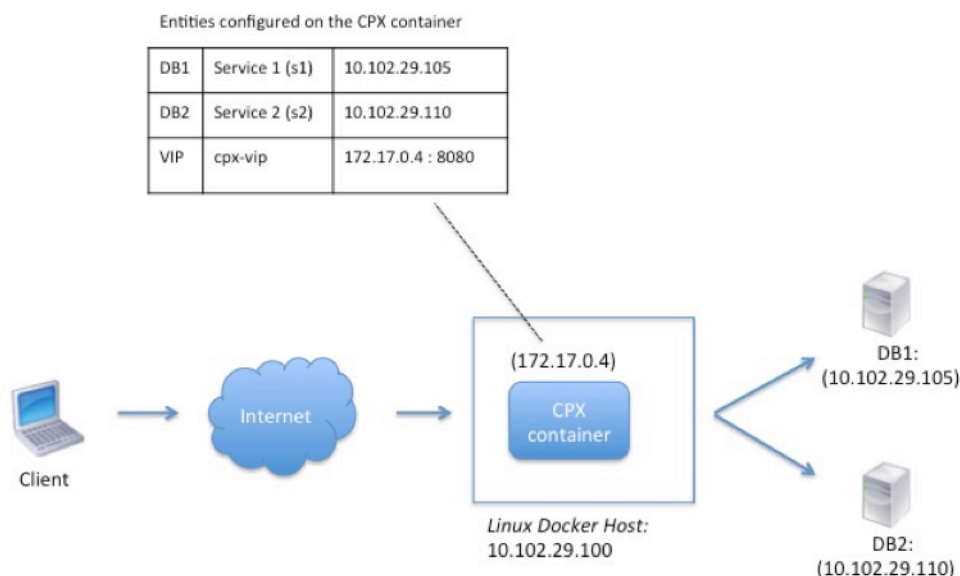 Entities configured on the CPX container
DB1 Service 1 (s1) 10.102.29.105
DB2 Service 2 (s2) 10.102.29.110
VIP cpx-vip 172.17.0.4 : 8080
(172.17.0.4)
CPX
container
Internet
Client
Linux Docker Host:
10.102.29.100
DB1:
(10.102.29.105)
DB2:
(10.102.29.110)